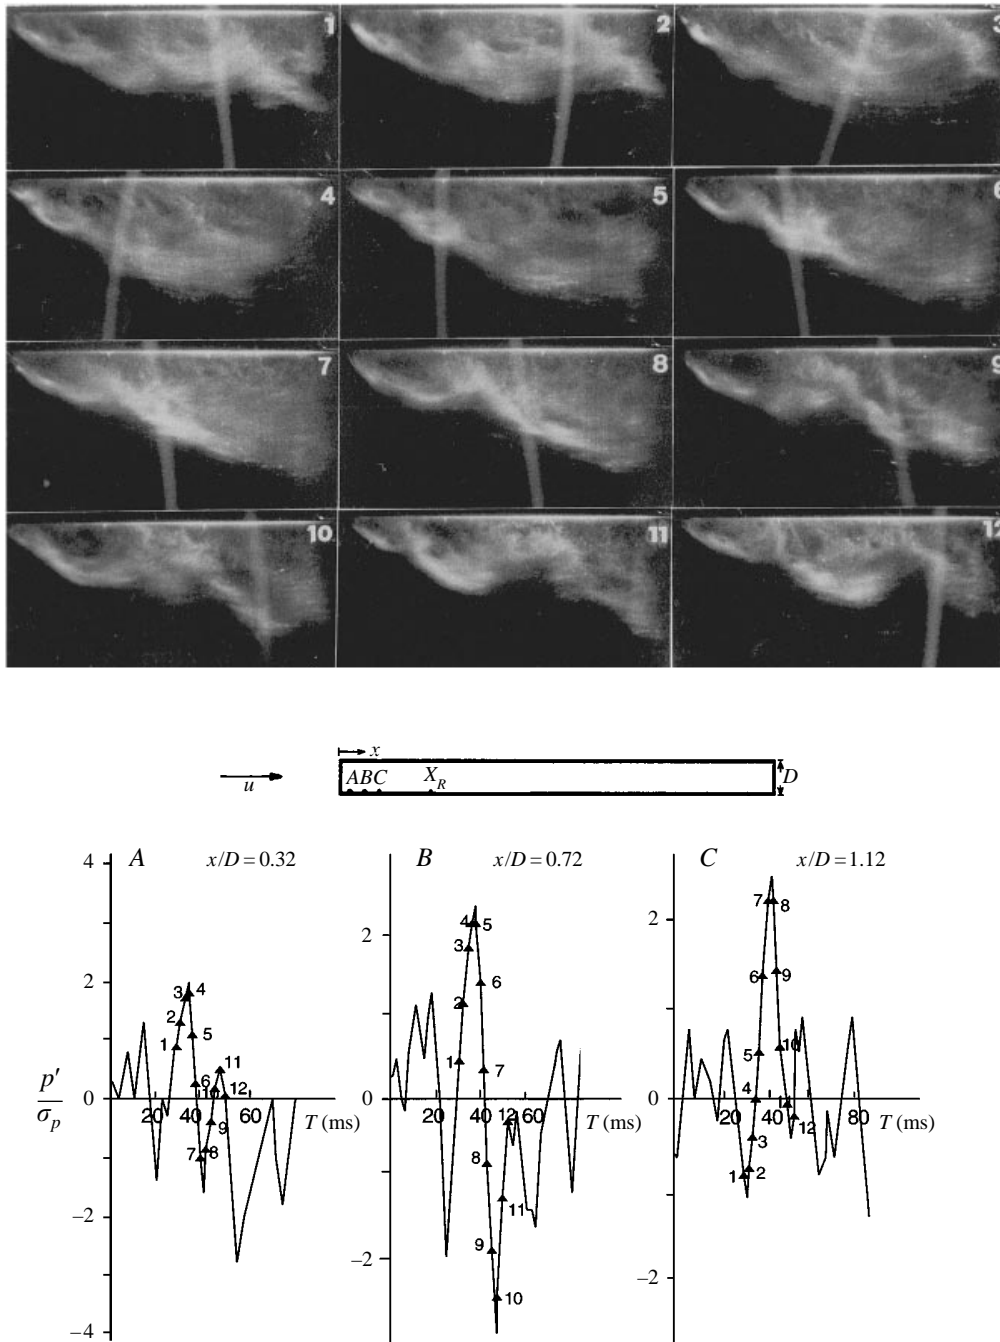 1 2 3
4 5 6
7 8 9
10 11 12
x
u
A B C X_R D
A x/D = 0.32
B x/D = 0.72
C x/D = 1.12
p′/σ_p
4
2
0
−2
−4
20 60
T (ms)
1 2 3 4 5 6 7 8 9 10 11 12
2
0
−2
20 40 60
T (ms)
1 2 3 4 5 6 7 8 9 10 11 12
2
0
−2
20 40 80
T (ms)
1 2 3 4 5 6 7 8 9 10 12